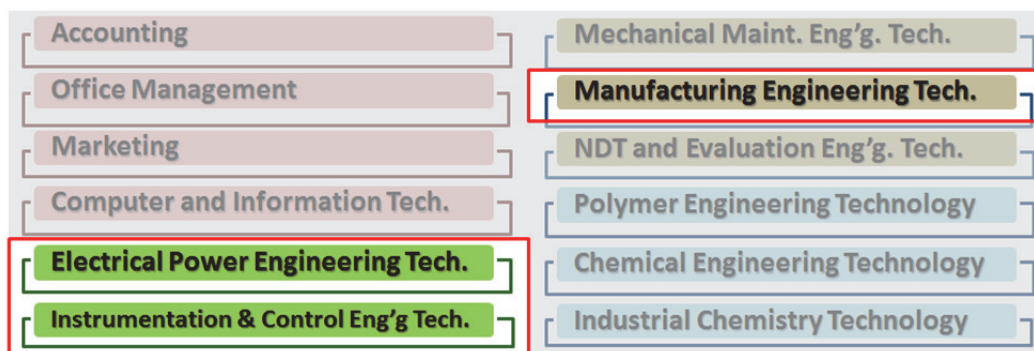 Accounting
Office Management
Marketing
Computer and Information Tech.
Electrical Power Engineering Tech.
Instrumentation & Control Eng'g Tech.
Mechanical Maint. Eng'g. Tech.
Manufacturing Engineering Tech.
NDT and Evaluation Eng'g. Tech.
Polymer Engineering Technology
Chemical Engineering Technology
Industrial Chemistry Technology